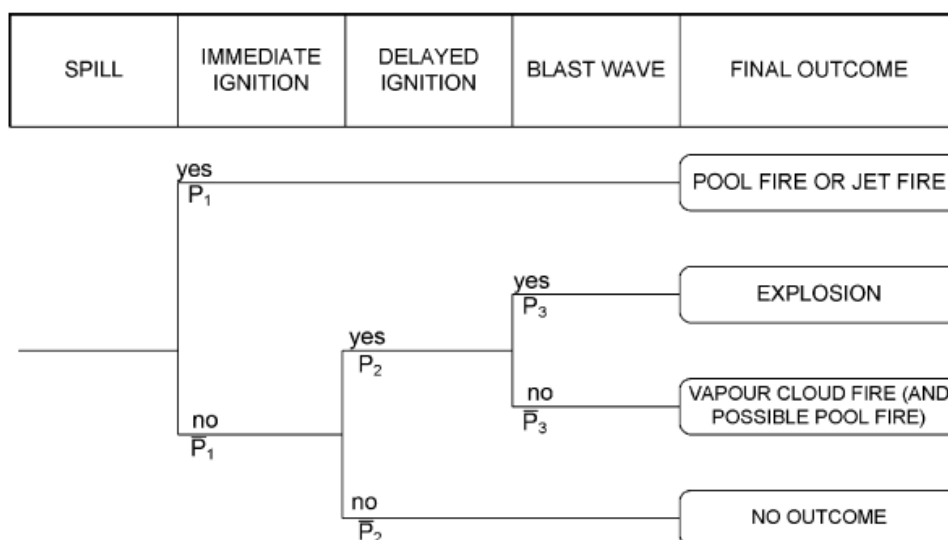 SPILL
IMMEDIATE
IGNITION
DELAYED
IGNITION
BLAST WAVE
FINAL OUTCOME
yes
P₁
POOL FIRE OR JET FIRE
yes
P₃
EXPLOSION
yes
P₂
no
P̅₃
VAPOUR CLOUD FIRE (AND
POSSIBLE POOL FIRE)
no
P̅₁
no
P̅₂
NO OUTCOME